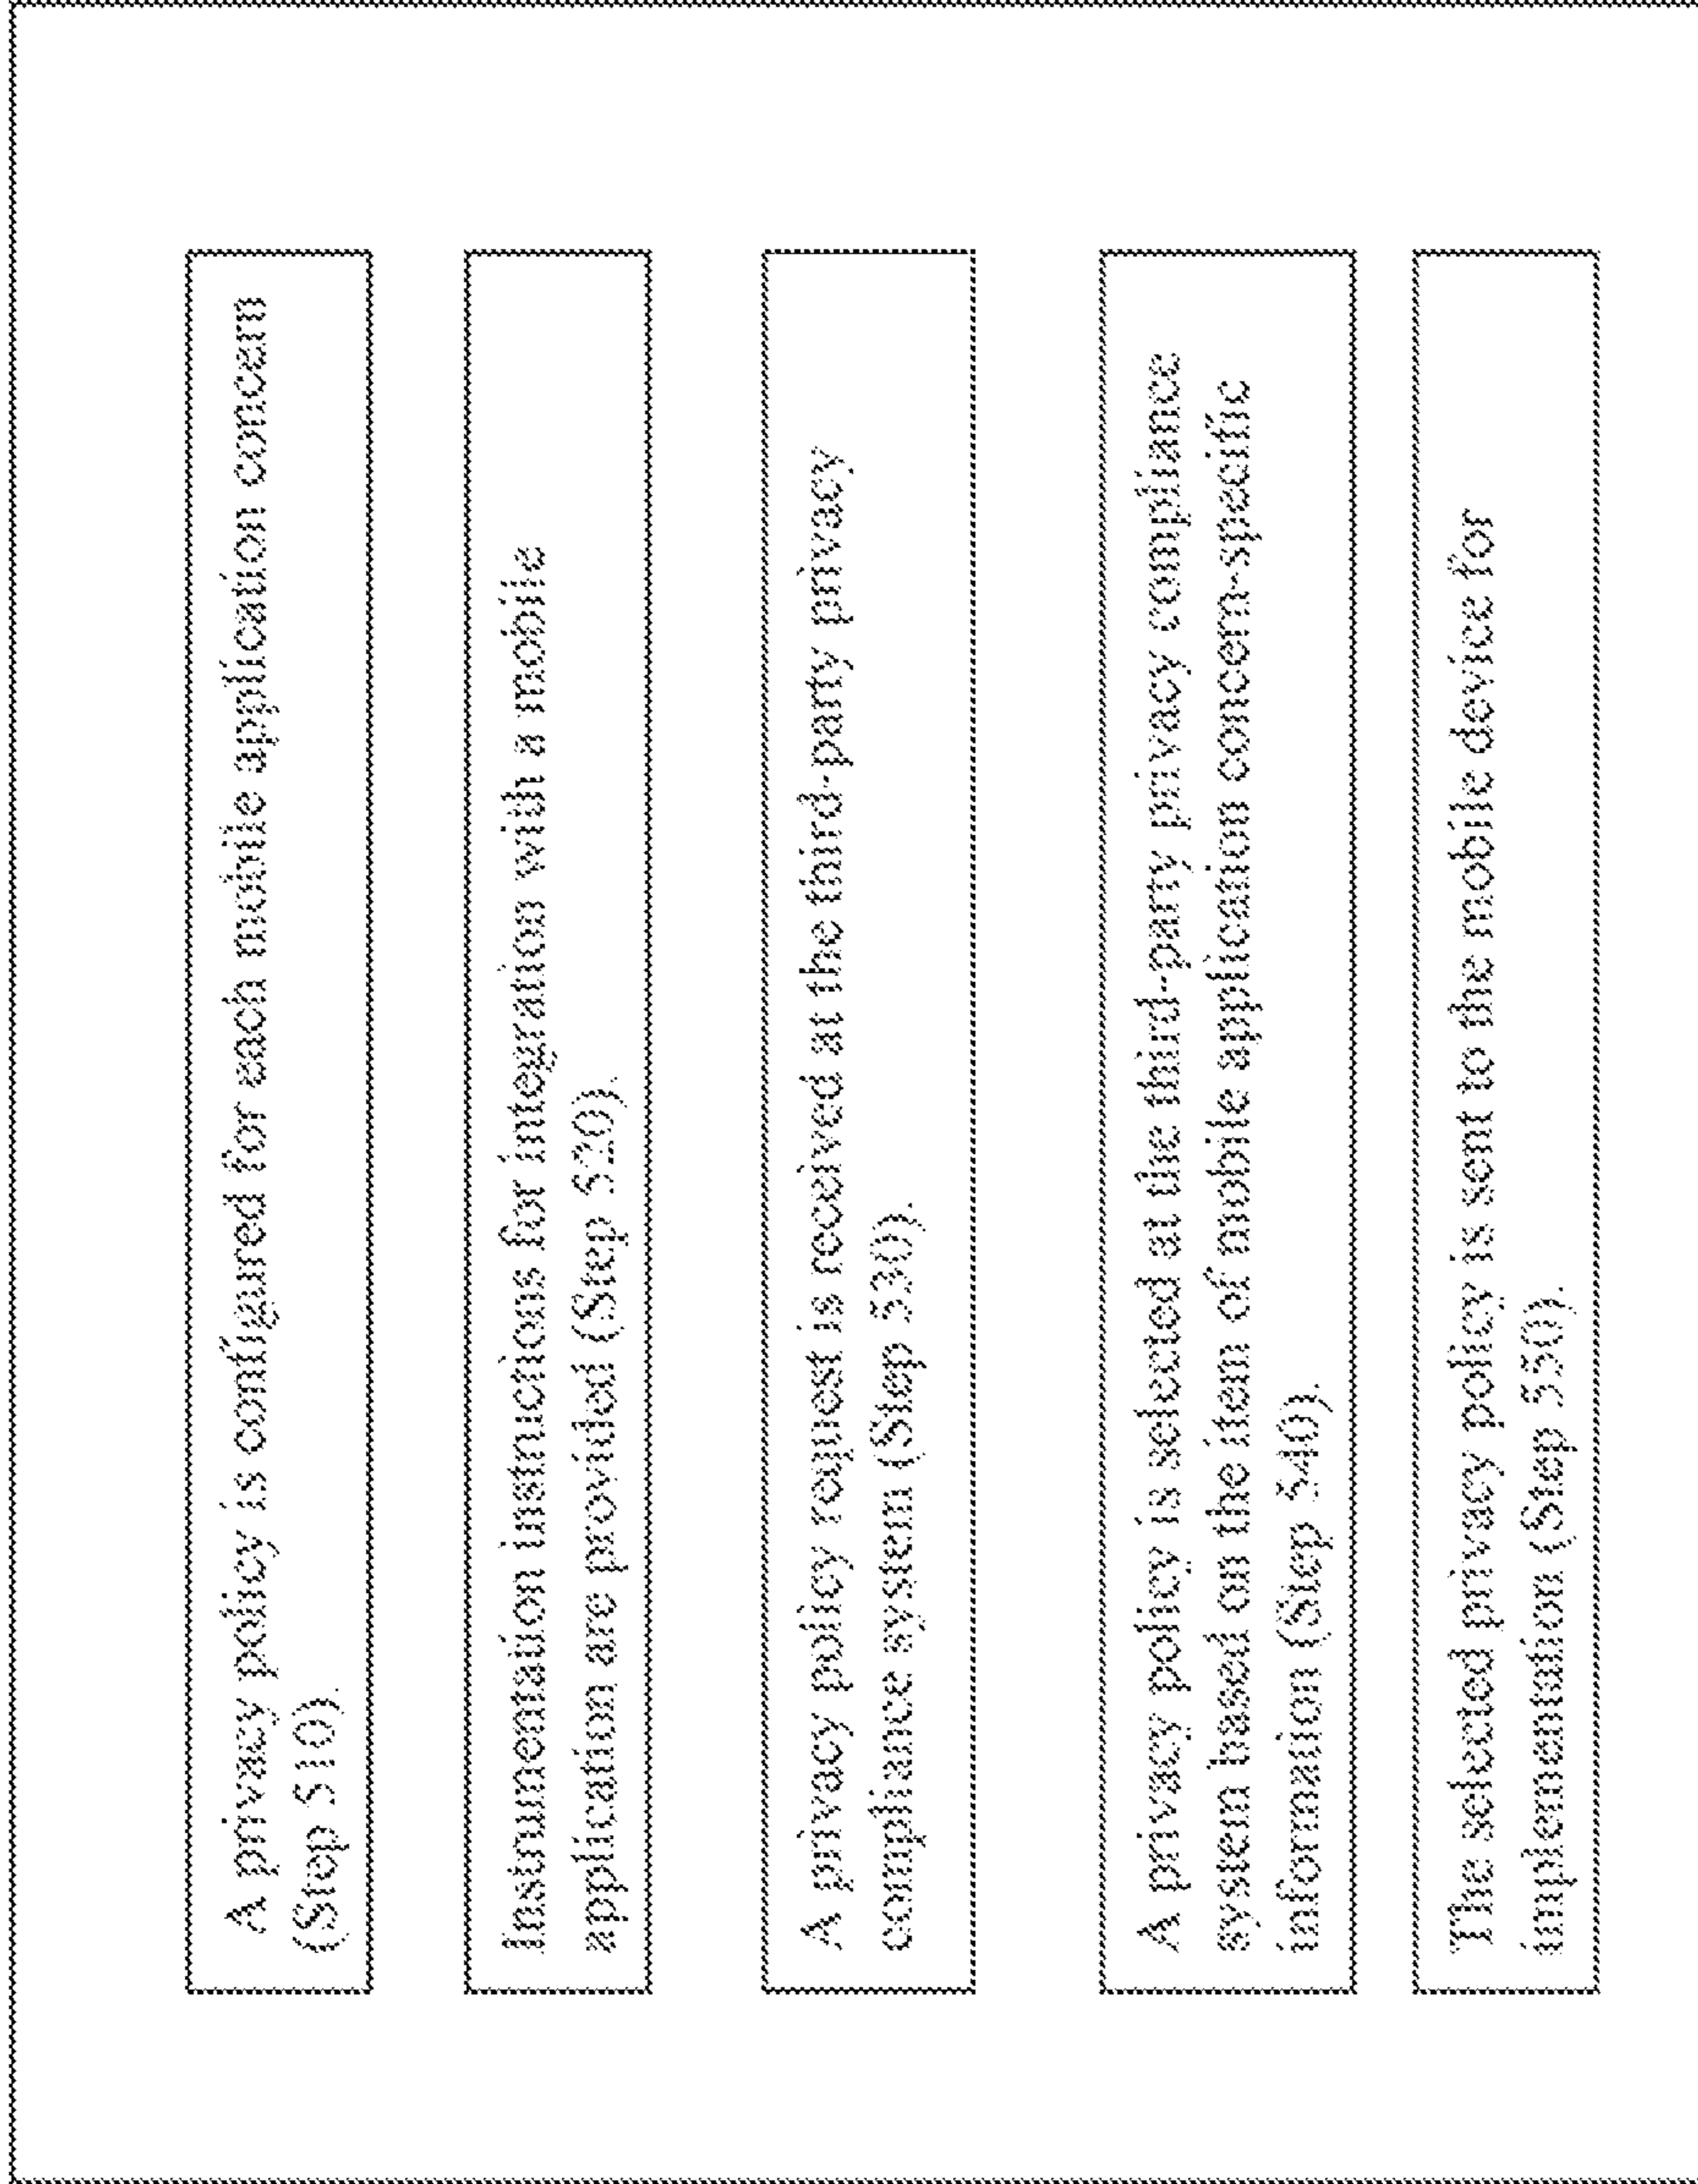 A privacy policy is configured for each mobile application concern
(Step 510).
Instrumentation instructions for integration with a mobile
application are provided (Step 520).
A privacy policy request is received at the third-party privacy
compliance system (Step 530).
A privacy policy is selected at the third-party privacy compliance
system based on the item of mobile application concern-specific
information (Step 540).
The selected privacy policy is sent to the mobile device for
implementation (Step 550).